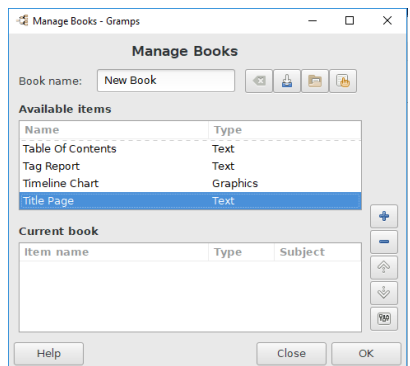 Manage Books - Gramps
Manage Books
Book name: New Book
Available items
Name Type
Table Of Contents Text
Tag Report Text
Timeline Chart Graphics
Title Page Text
Current book
Item name Type Subject
Help Close OK